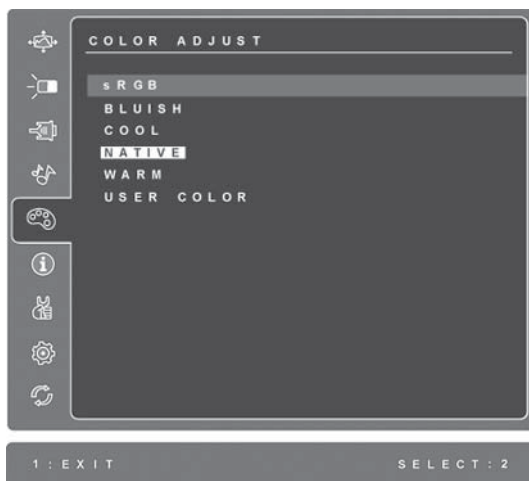 COLOR ADJUST
sRGB
BLUISH
COOL
NATIVE
WARM
USER COLOR
1:EXIT SELECT:2